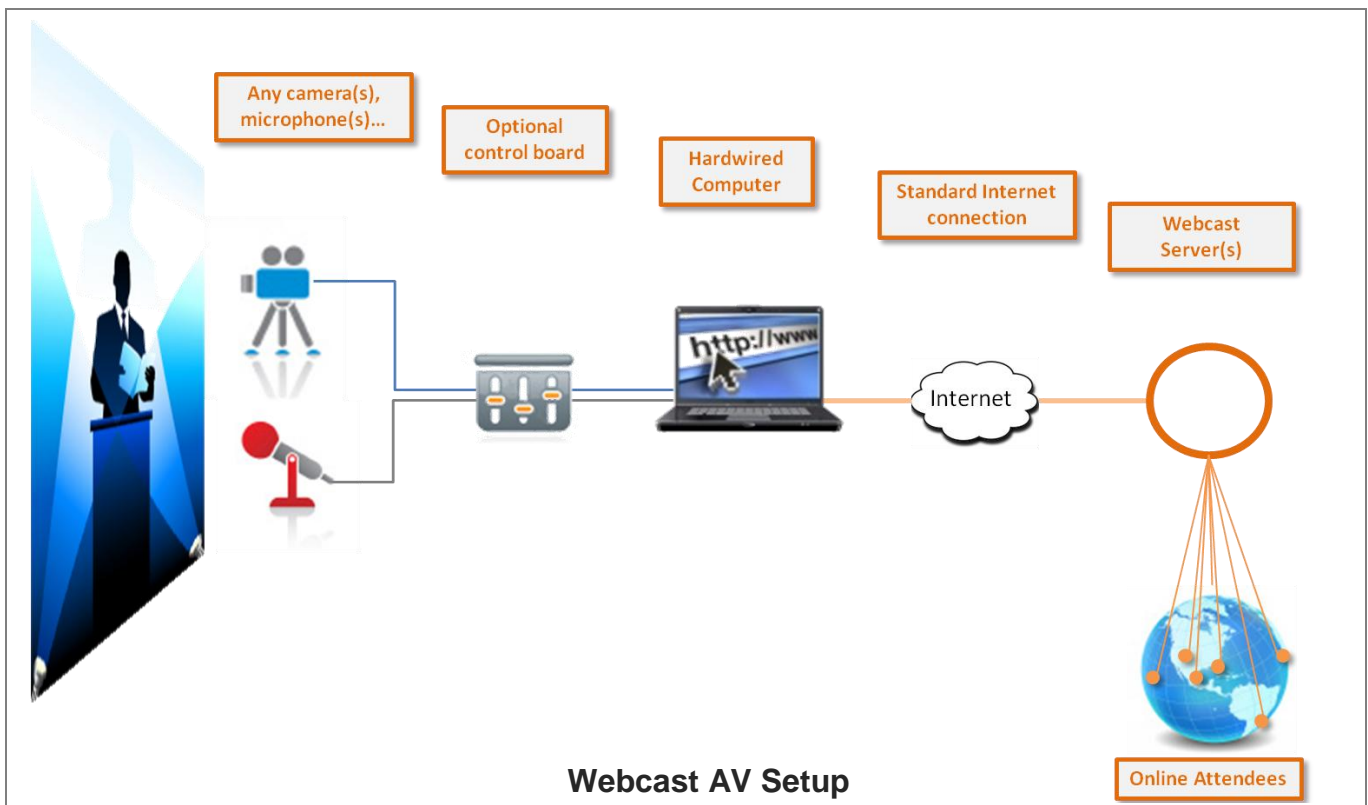 Any camera(s),
microphone(s)...
Optional
control board
Hardwired
Computer
Standard Internet
connection
Webcast
Server(s)
http://www
Internet
Online Attendees
Webcast AV Setup